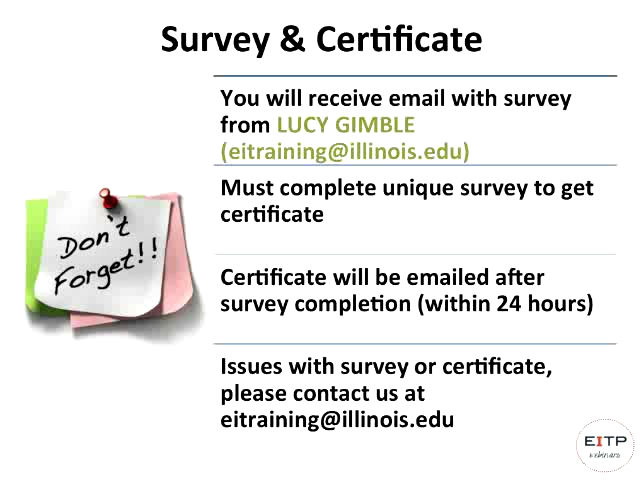 Survey & Certificate
You will receive email with survey
from LUCY GIMBLE
(eitraining@illinois.edu)
Must complete unique survey to get
certificate
Don't
Forget!!
Certificate will be emailed after
survey completion (within 24 hours)
Issues with survey or certificate,
please contact us at
eitraining@illinois.edu
EITP
webinars